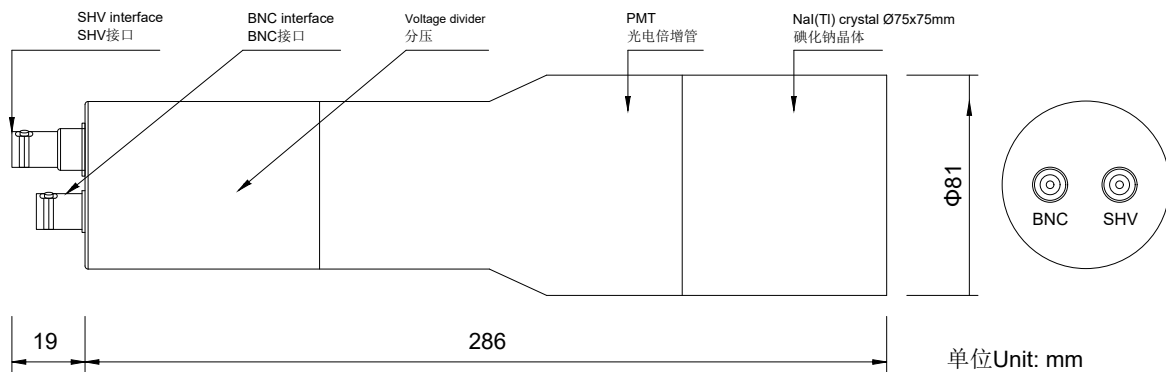 SHV interface
SHV接口
BNC interface
BNC接口
Voltage divider
分压
PMT
光电倍增管
NaI(Tl) crystal Ø75x75mm
碘化钠晶体
Φ81
BNC
SHV
19
286
单位Unit: mm